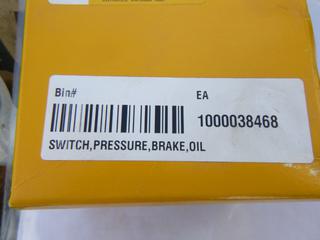 Bin# EA
1000038468
SWITCH,PRESSURE,BRAKE,OIL